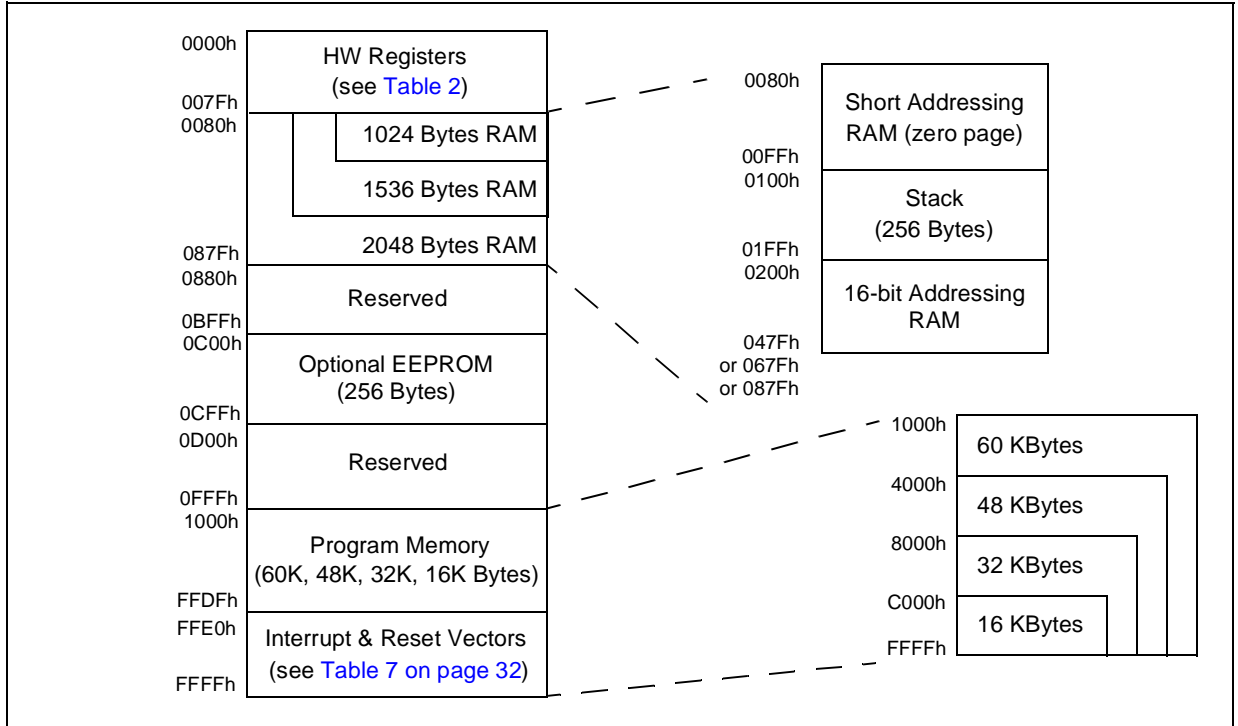 0000h
HW Registers
(see Table 2)
007Fh
0080h
1024 Bytes RAM
1536 Bytes RAM
2048 Bytes RAM
087Fh
0880h
Reserved
0BFFh
0C00h
Optional EEPROM
(256 Bytes)
0CFFh
0D00h
Reserved
0FFFh
1000h
Program Memory
(60K, 48K, 32K, 16K Bytes)
FFDFh
FFE0h
Interrupt & Reset Vectors
(see Table 7 on page 32)
FFFFh
0080h
Short Addressing
RAM (zero page)
00FFh
0100h
Stack
(256 Bytes)
01FFh
0200h
16-bit Addressing
RAM
047Fh
or 067Fh
or 087Fh
1000h
60 KBytes
4000h
48 KBytes
8000h
32 KBytes
C000h
16 KBytes
FFFFh